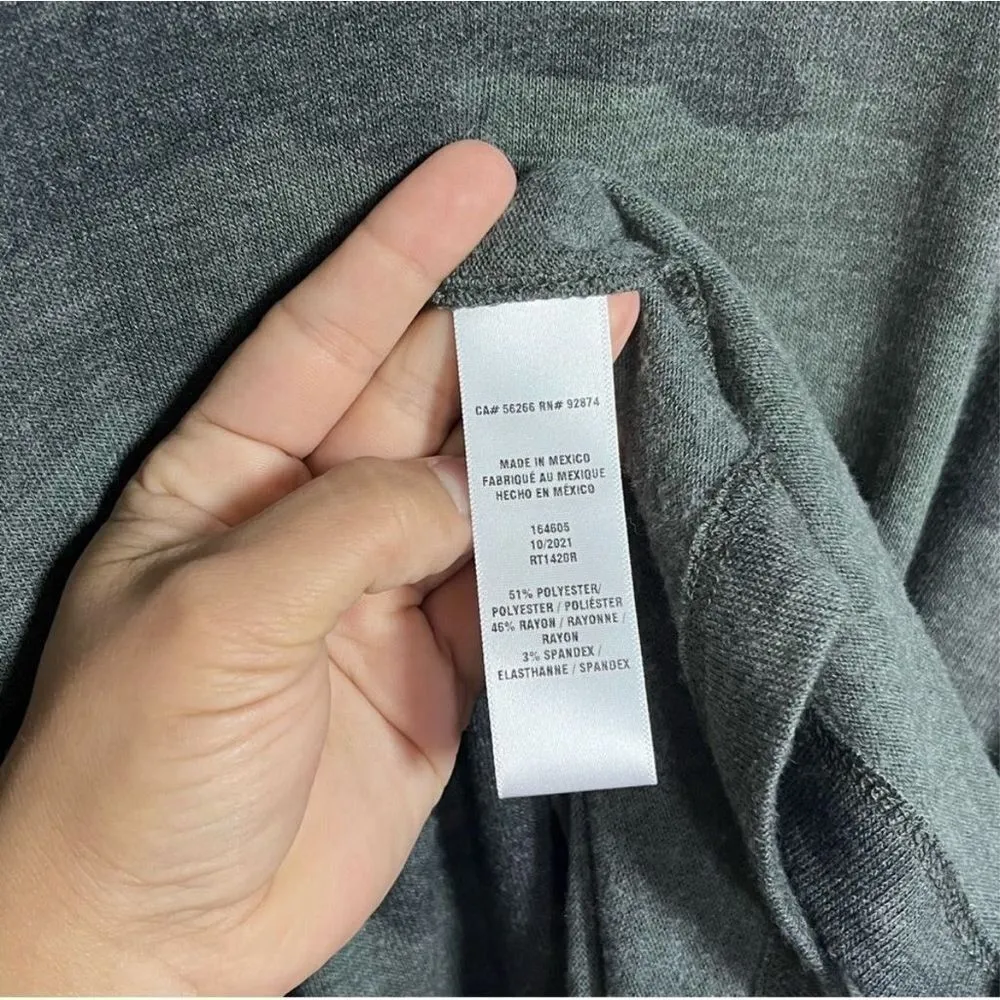 CA# 56266 RN# 92874
MADE IN MEXICO
FABRIQUÉ AU MEXIQUE
HECHO EN MÉXICO
164605
10/2021
RT1420R
51% POLYESTER/
POLYESTER / POLIÉSTER
46% RAYON / RAYONNE /
RAYON
3% SPANDEX /
ELASTHANNE / SPANDEX